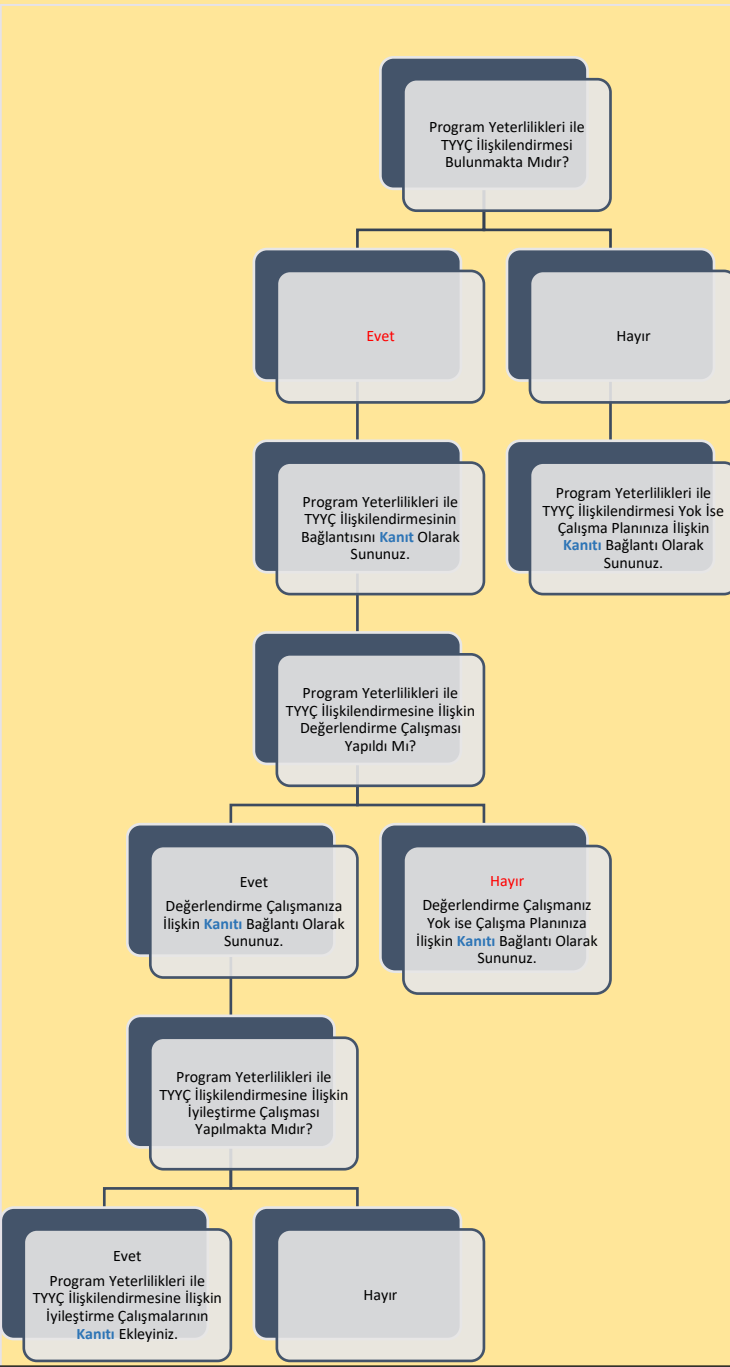 Program Yeterlilikleri ile
TYYÇ İlişkilendirmesi
Bulunmakta Mıdır?
Evet
Hayır
Program Yeterlilikleri ile
TYYÇ İlişkilendirmesinin
Bağlantısını Kanıt Olarak
Sununuz.
Program Yeterlilikleri ile
TYYÇ İlişkilendirmesi Yok İse
Çalışma Planınıza İlişkin
Kanıtı Bağlantı Olarak
Sununuz.
Program Yeterlilikleri ile
TYYÇ İlişkilendirmesine İlişkin
Değerlendirme Çalışması
Yapıldı Mı?
Evet
Değerlendirme Çalışmanıza
İlişkin Kanıtı Bağlantı Olarak
Sununuz.
Hayır
Değerlendirme Çalışmanız
Yok ise Çalışma Planınıza
İlişkin Kanıtı Bağlantı Olarak
Sununuz.
Program Yeterlilikleri ile
TYYÇ İlişkilendirmesine İlişkin
İyileştirme Çalışması
Yapılmakta Mıdır?
Evet
Program Yeterlilikleri ile
TYYÇ İlişkilendirmesine İlişkin
İyileştirme Çalışmalarının
Kanıtı Ekleyiniz.
Hayır